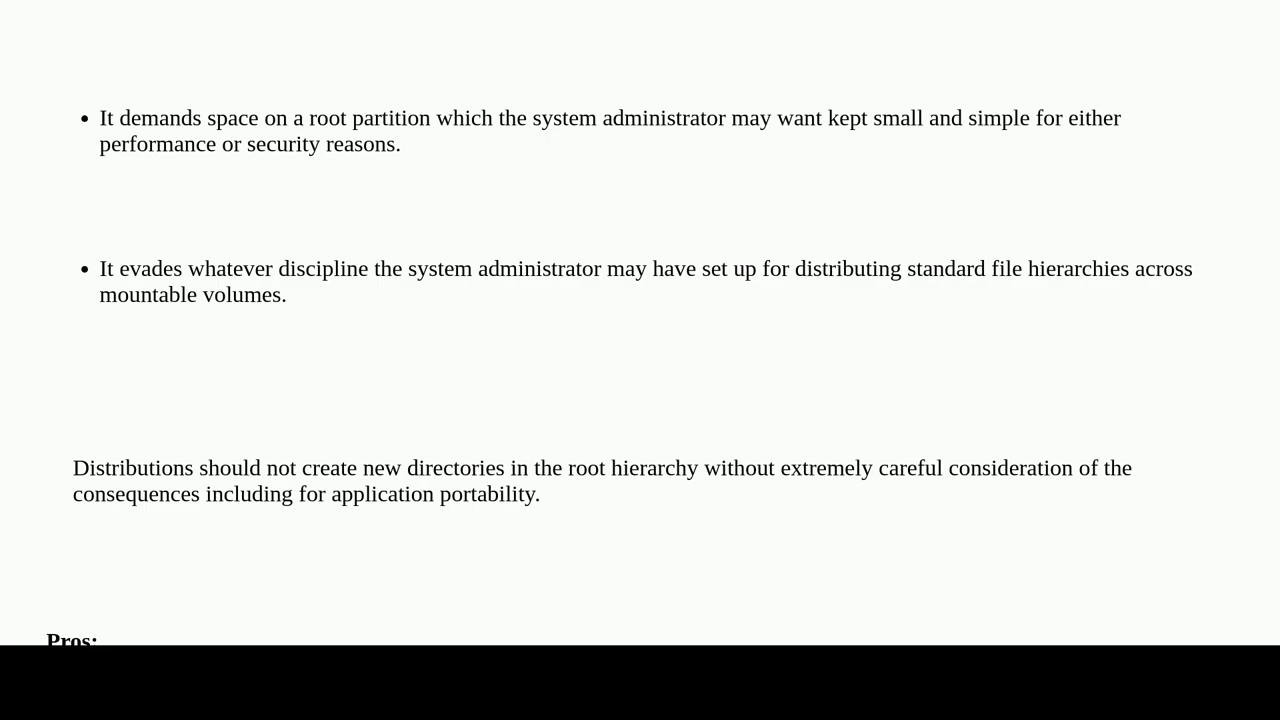 • It demands space on a root partition which the system administrator may want kept small and simple for either
performance or security reasons.
• It evades whatever discipline the system administrator may have set up for distributing standard file hierarchies across
mountable volumes.
Distributions should not create new directories in the root hierarchy without extremely careful consideration of the
consequences including for application portability.
Pros: